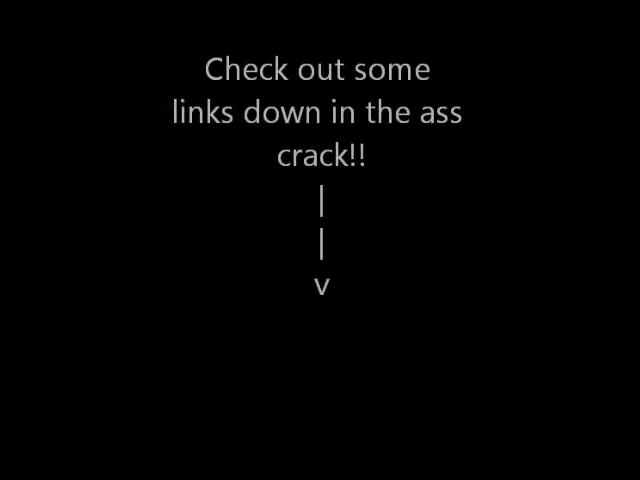 Check out some
links down in the ass
crack!!
|
|
v